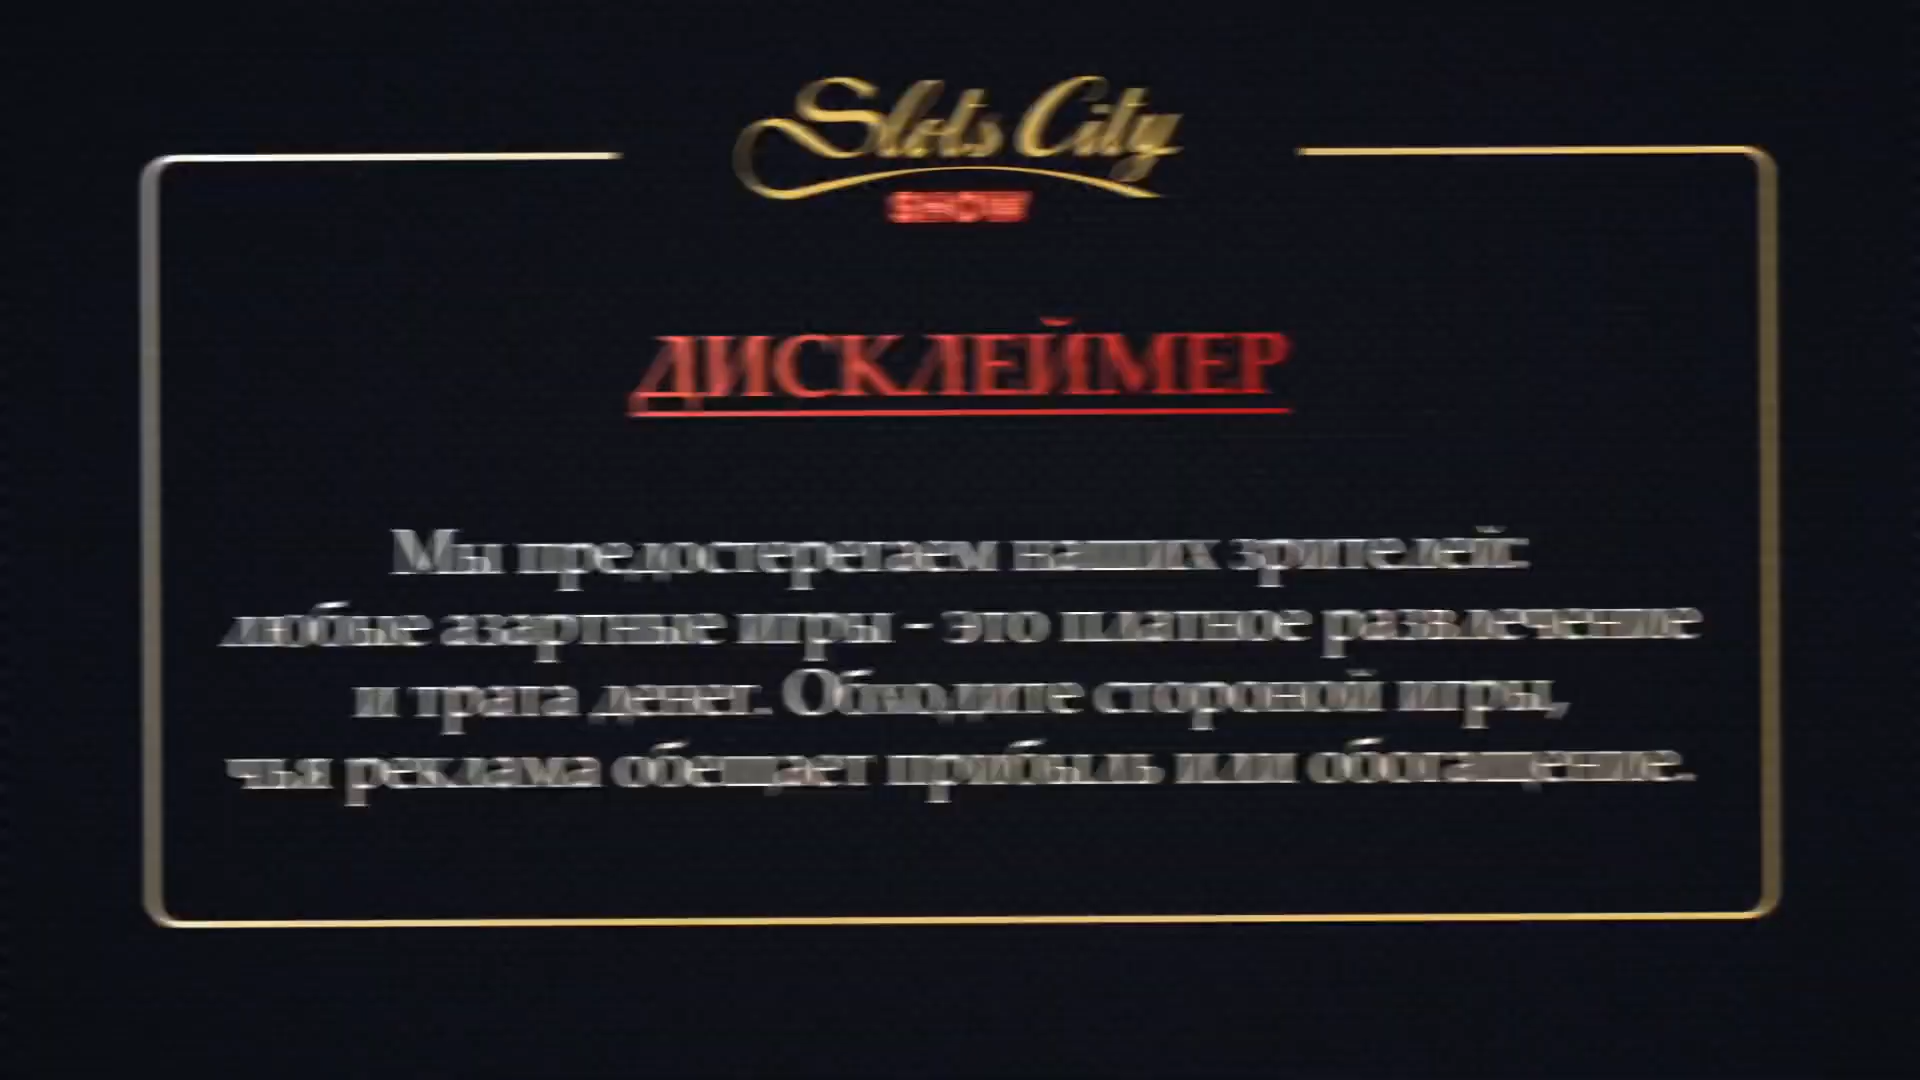 Slots City
SHOW
ДИСКЛЕЙМЕР
Мы предостерегаем наших зрителей:
любые азартные игры - это платное развлечение
и трата денег. Обходите стороной игры,
чья реклама обещает прибыль или обогащение.